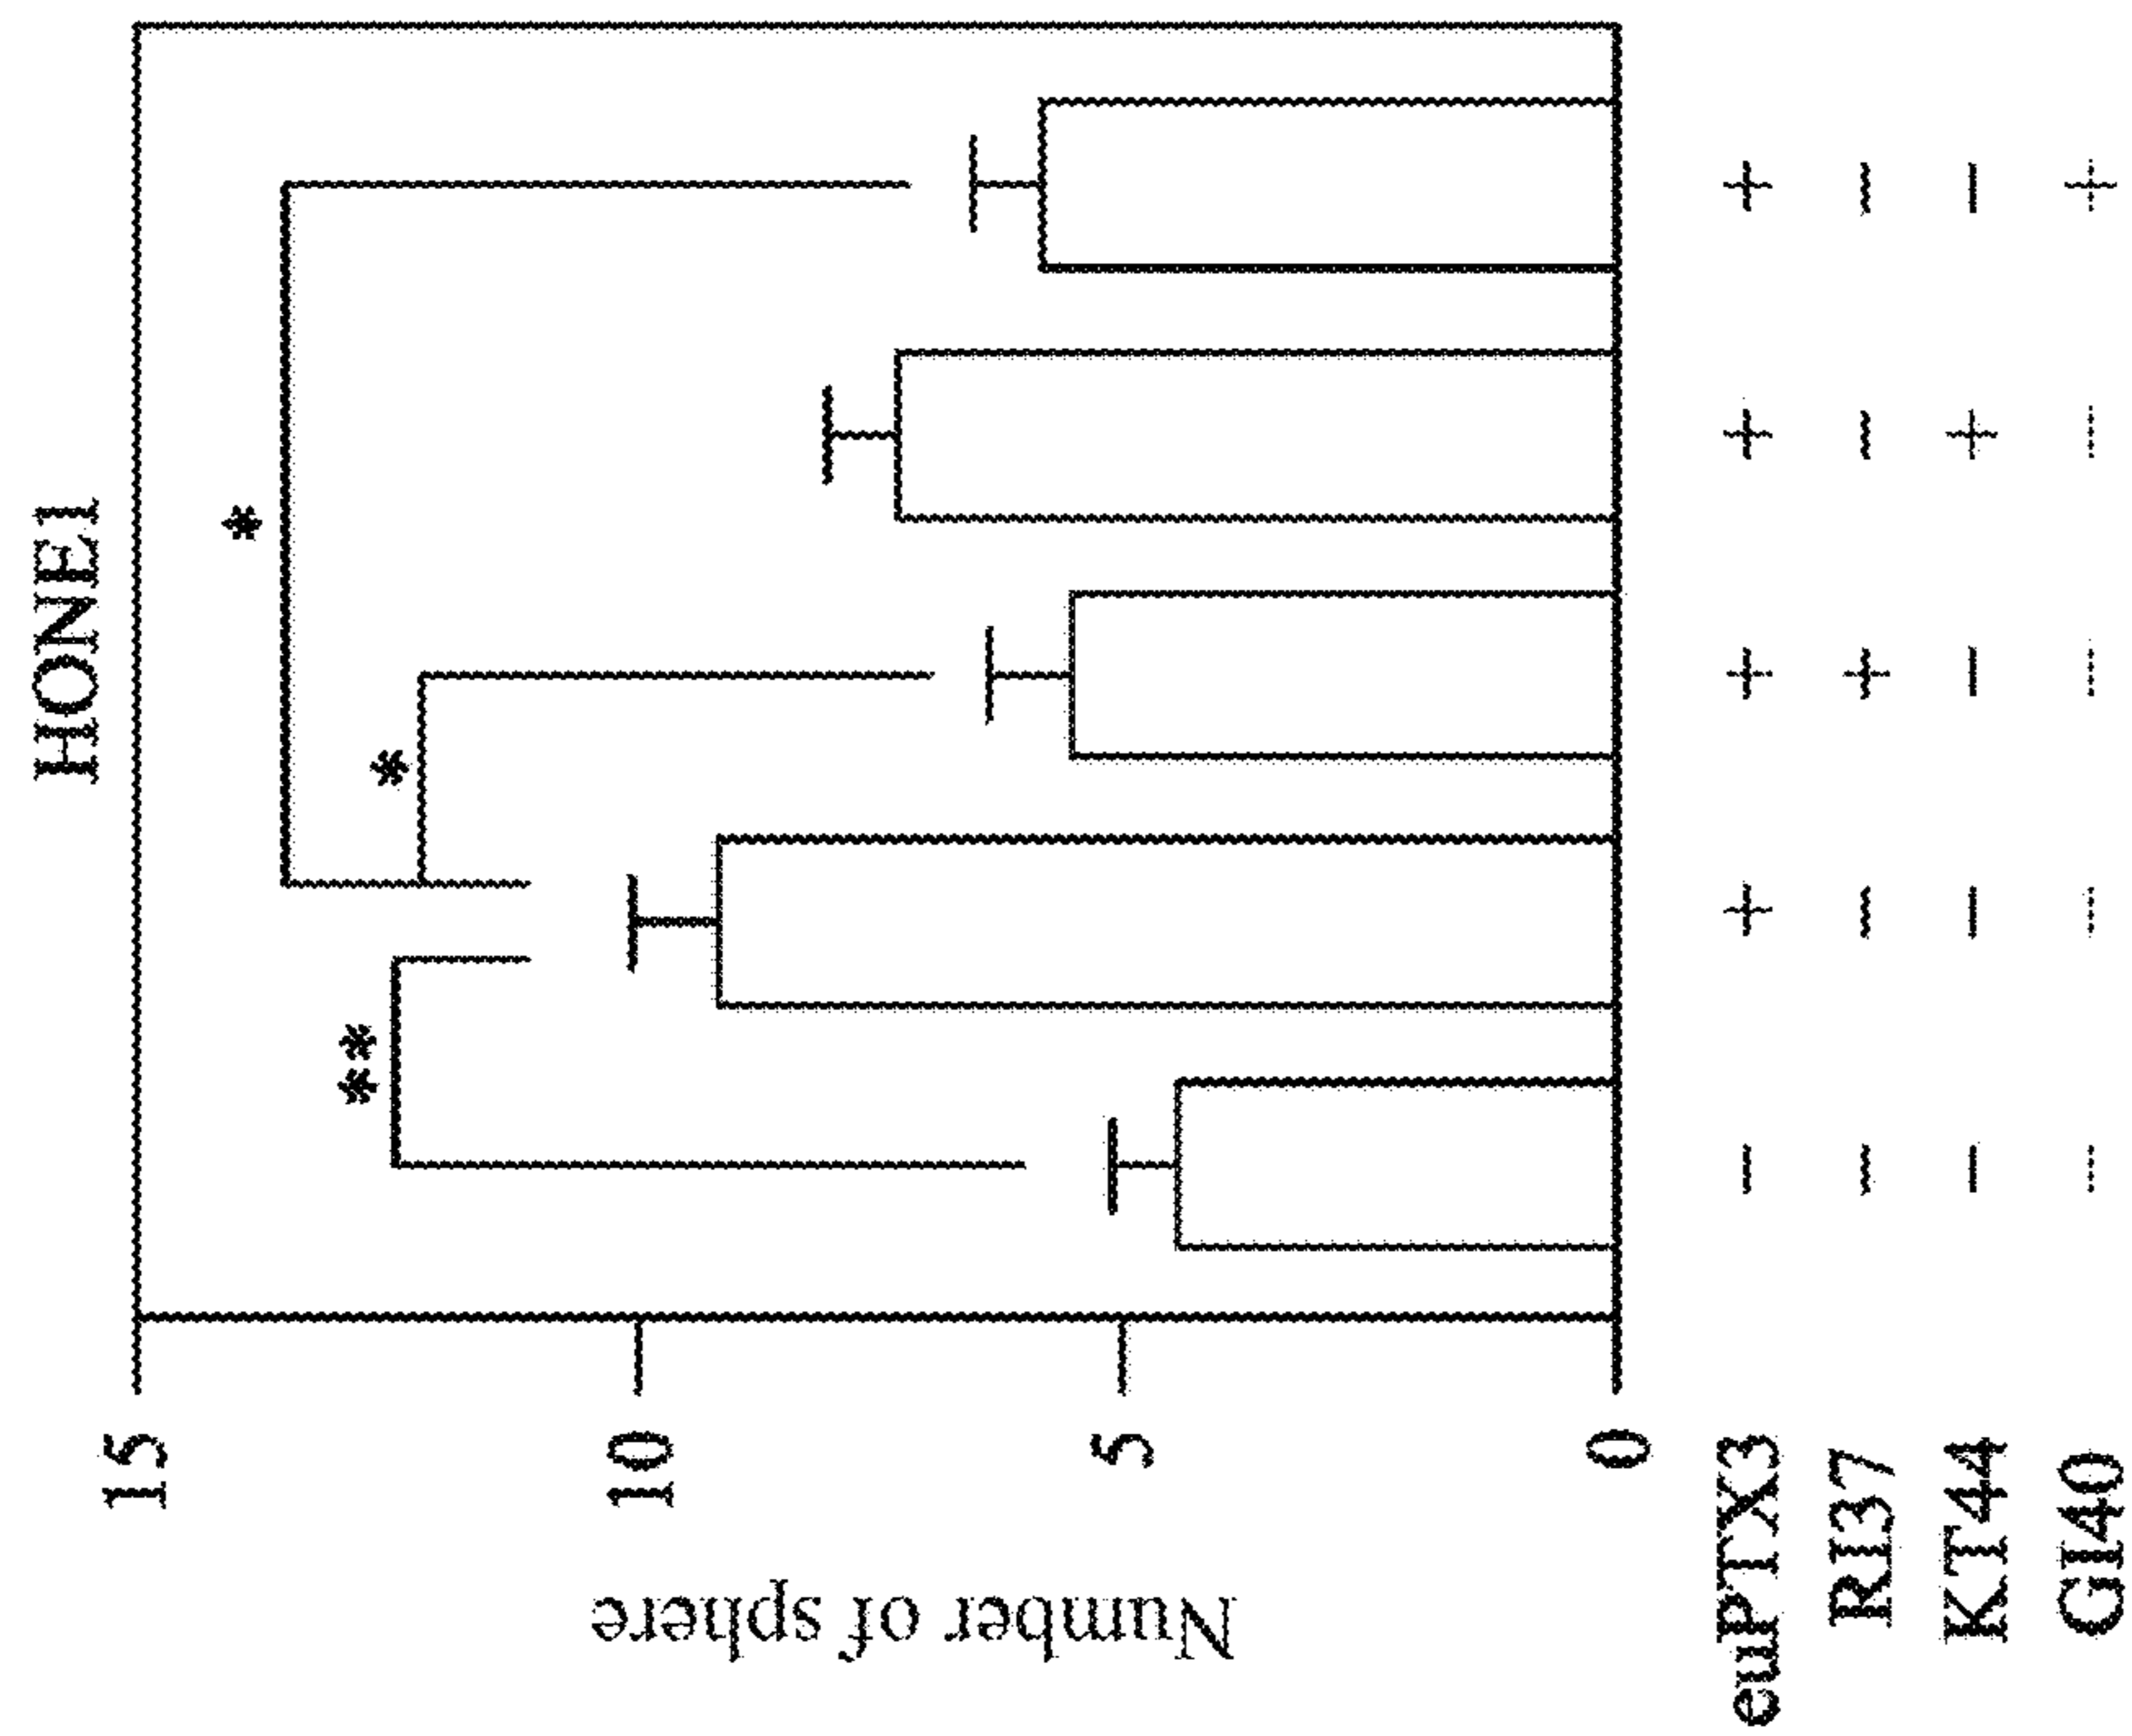 HONE1
*
**
*
15
10
5
0
Number of sphere
euPTX3 − + + + +
RI37 − − + − −
KT44 − − − + −
GI40 − − − − +